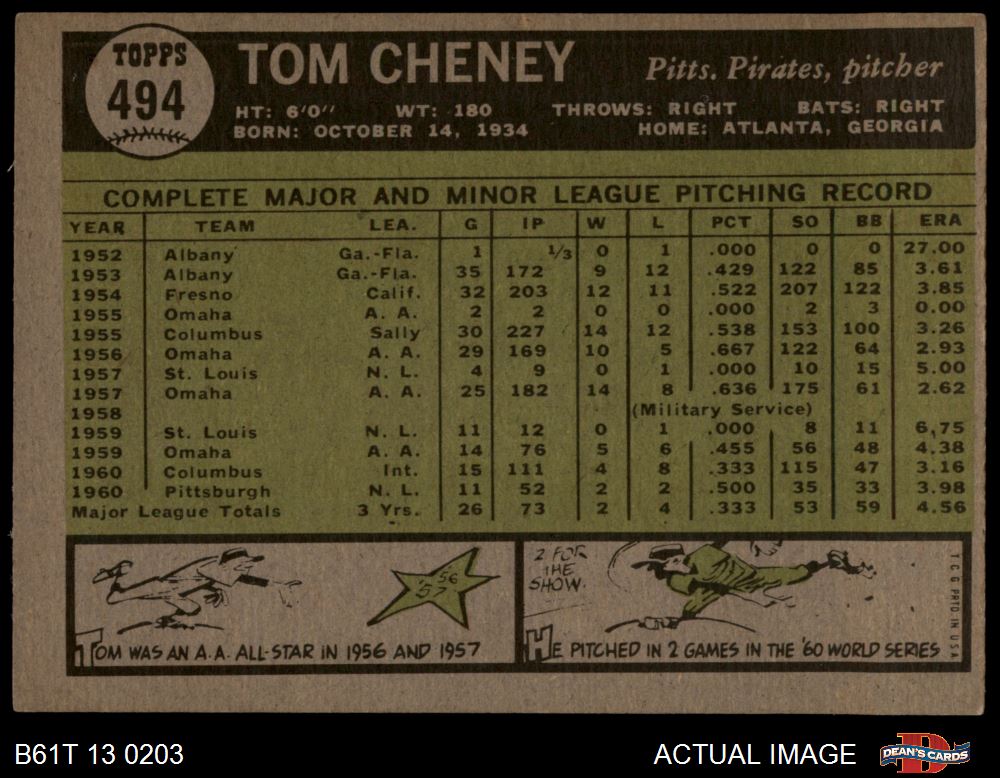 TOPPS
494
TOM CHENEY
Pitts. Pirates, pitcher
HT: 6'0" WT: 180 THROWS: RIGHT BATS: RIGHT
BORN: OCTOBER 14, 1934 HOME: ATLANTA, GEORGIA
COMPLETE MAJOR AND MINOR LEAGUE PITCHING RECORD
YEAR TEAM LEA. G IP W L PCT SO BB ERA
1952 Albany Ga.-Fla. 1 1/3 0 1 .000 0 0 27.00
1953 Albany Ga.-Fla. 35 172 9 12 .429 122 85 3.61
1954 Fresno Calif. 32 203 12 11 .522 207 122 3.85
1955 Omaha A. A. 2 2 0 0 .000 2 3 0.00
1955 Columbus Sally 30 227 14 12 .538 153 100 3.26
1956 Omaha A. A. 29 169 10 5 .667 122 64 2.93
1957 St. Louis N. L. 4 9 0 1 .000 10 15 5.00
1957 Omaha A. A. 25 182 14 8 .636 175 61 2.62
1958 (Military Service)
1959 St. Louis N. L. 11 12 0 1 .000 8 11 6.75
1959 Omaha A. A. 14 76 5 6 .455 56 48 4.38
1960 Columbus Int. 15 111 4 8 .333 115 47 3.16
1960 Pittsburgh N. L. 11 52 2 2 .500 35 33 3.98
Major League Totals 3 Yrs. 26 73 2 4 .333 53 59 4.56
'56
'57
TOM WAS AN A.A. ALL-STAR IN 1956 AND 1957
2 FOR
THE
SHOW.
HE PITCHED IN 2 GAMES IN THE '60 WORLD SERIES
T.C.G. PRTD. IN U.S.A.
B61T 13 0203
ACTUAL IMAGE
D
DEAN'S CARDS